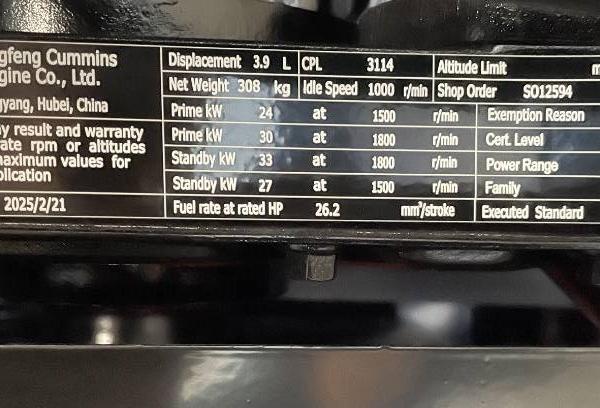 gfeng Cummins
gine Co., Ltd.
gyang, Hubei, China
y result and warranty
rate rpm or altitudes
maximum values for
plication
2025/2/21
Displacement 3.9 L CPL 3114 Altitude Limit m
Net Weight 308 kg Idle Speed 1000 r/min Shop Order SO12594
Prime kW 24 at 1500 r/min Exemption Reason
Prime kW 30 at 1800 r/min Cert. Level
Standby kW 33 at 1800 r/min Power Range
Standby kW 27 at 1500 r/min Family
Fuel rate at rated HP 26.2 mm³/stroke Executed Standard